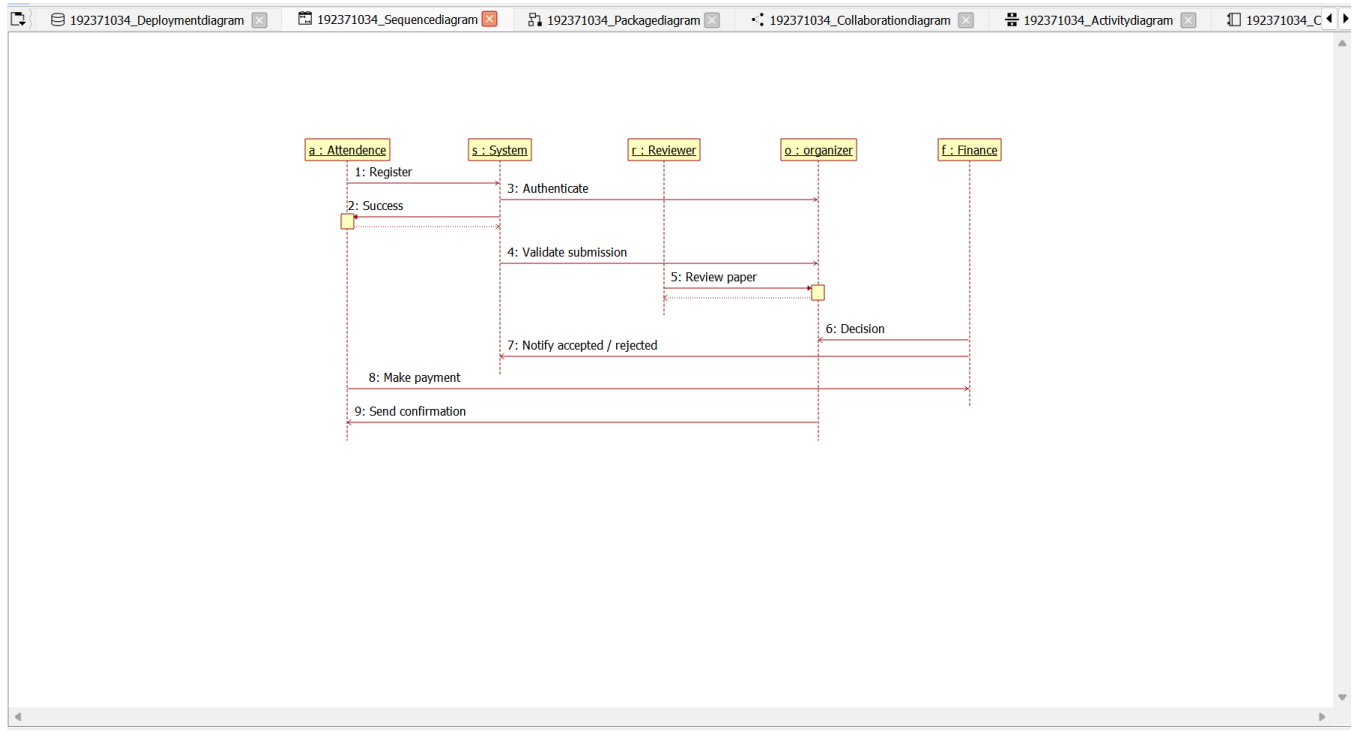 192371034_Deploymentdiagram
192371034_Sequencediagram
192371034_Packagediagram
192371034_Collaborationdiagram
192371034_Activitydiagram
192371034_C
a : Attendence
s : System
r : Reviewer
o : organizer
f : Finance
1: Register
3: Authenticate
2: Success
4: Validate submission
5: Review paper
6: Decision
7: Notify accepted / rejected
8: Make payment
9: Send confirmation